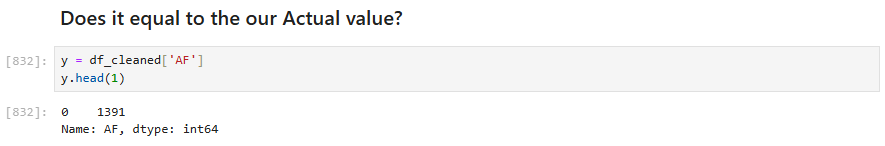 Does it equal to the our Actual value?
[832]: y = df_cleaned['AF']
y.head(1)
[832]: 0    1391
Name: AF, dtype: int64